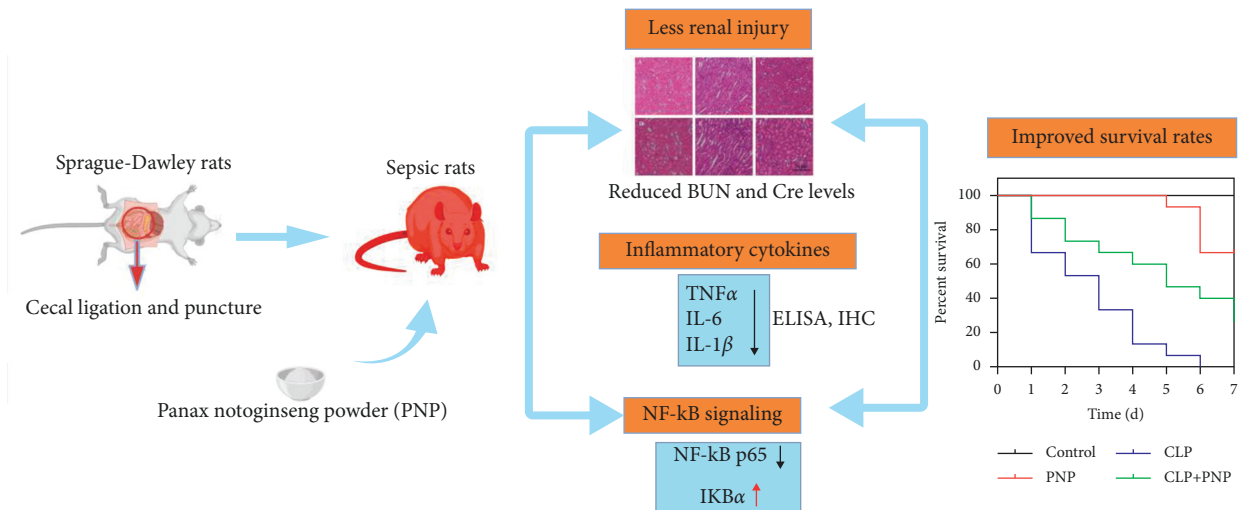 Sprague-Dawley rats
Cecal ligation and puncture
Sepsic rats
Panax notoginseng powder (PNP)
Less renal injury
Reduced BUN and Cre levels
Inflammatory cytokines
TNFα
IL-6
IL-1β
ELISA, IHC
NF-kB signaling
NF-kB p65
IKBα
Improved survival rates
Percent survival
100
80
60
40
20
0
0 1 2 3 4 5 6 7
Time (d)
Control
PNP
CLP
CLP+PNP